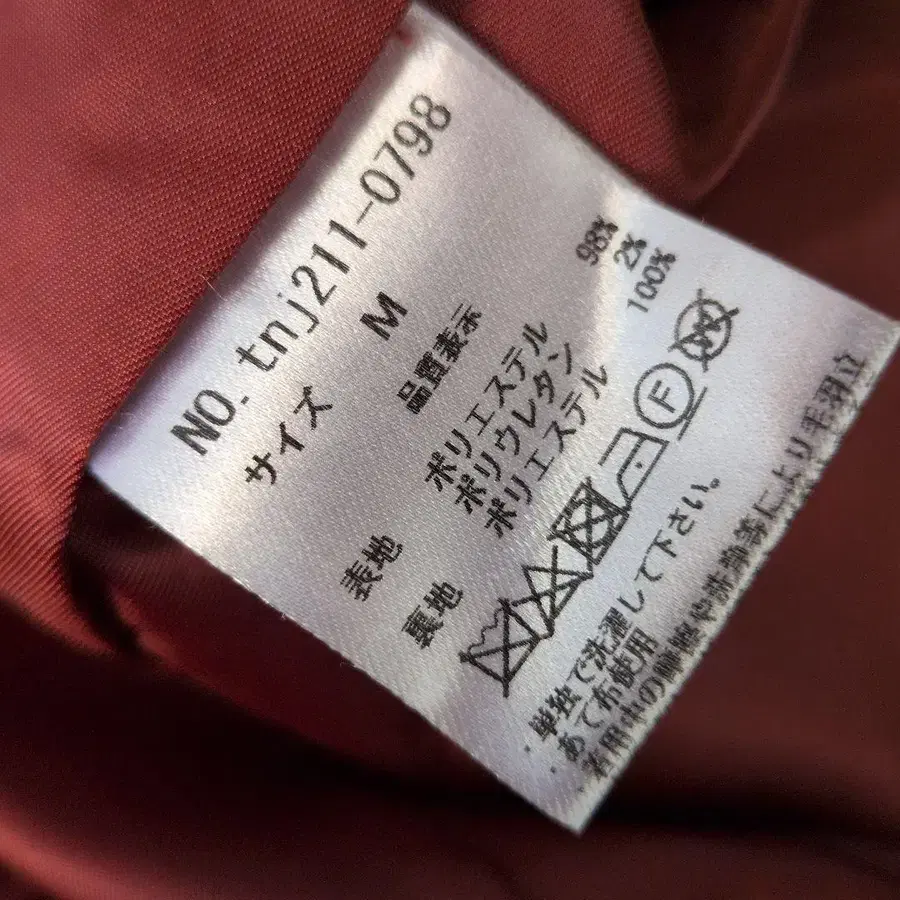 NO.tnj211-0798
サイズ M
品質表示
表地 ポリエステル 98%
ポリウレタン 2%
裏地 ポリエステル 100%
F W
・単独で洗濯して下さい。
・あて布使用
・着用中の摩擦や洗濯等により毛羽立